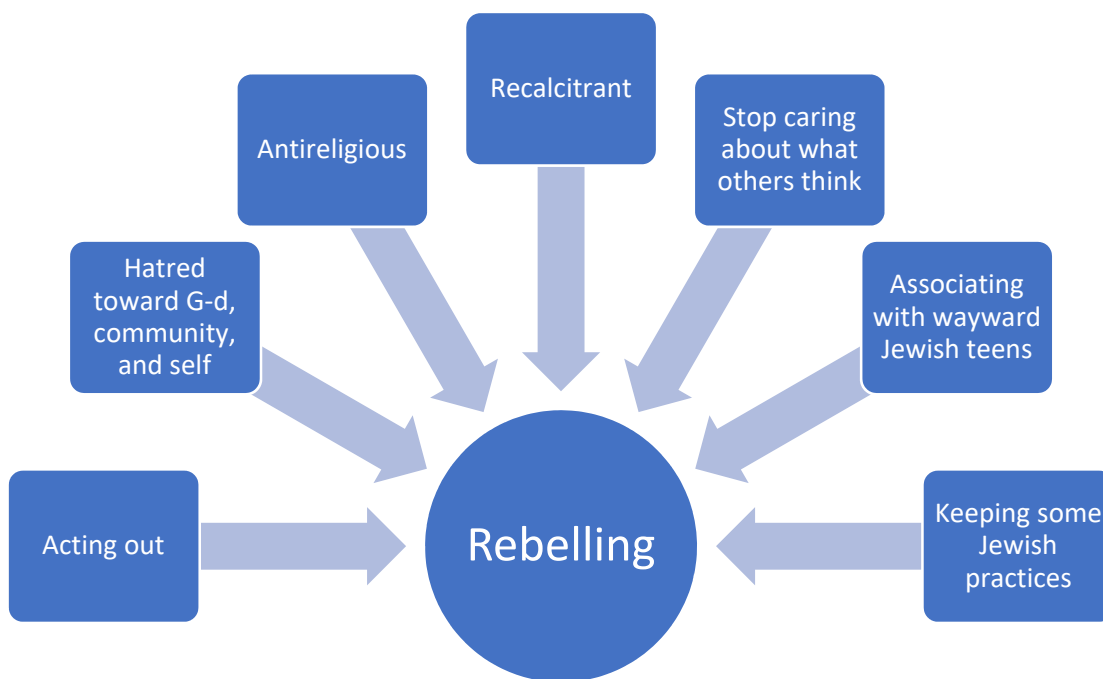 Acting out
Hatred
toward G-d,
community,
and self
Antireligious
Recalcitrant
Stop caring
about what
others think
Associating
with wayward
Jewish teens
Keeping some
Jewish
practices
Rebelling